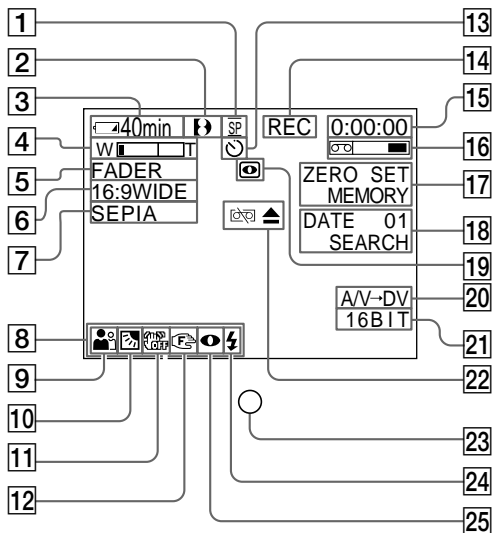 1
2
3
4
5
6
7
8
9
10
11
12
13
14
15
16
17
18
19
20
21
22
23
24
25
40min
SP
REC
0:00:00
W T
FADER
16:9WIDE
SEPIA
ZERO SET
MEMORY
DATE 01
SEARCH
A/V→DV
16BIT
OFF
F